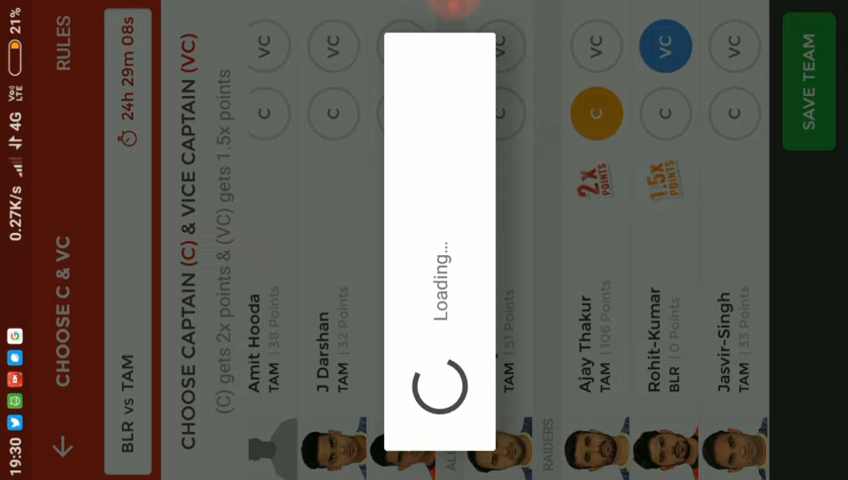 19:30 0.27K/s 4G VoLTE 21%
CHOOSE C & VC RULES
BLR vs TAM 24h 29m 08s
CHOOSE CAPTAIN (C) & VICE CAPTAIN (VC)
(C) gets 2x points & (VC) gets 1.5x points
Amit Hooda C VC
TAM | 38 Points
J Darshan C VC
TAM | 32 Points
Loading...
TAM | 51 Points C VC
RAIDERS
Ajay Thakur 2x POINTS C VC
TAM | 106 Points
Rohit-Kumar 1.5x POINTS C VC
BLR | 0 Points
Jasvir-Singh C VC
TAM | 33 Points
SAVE TEAM